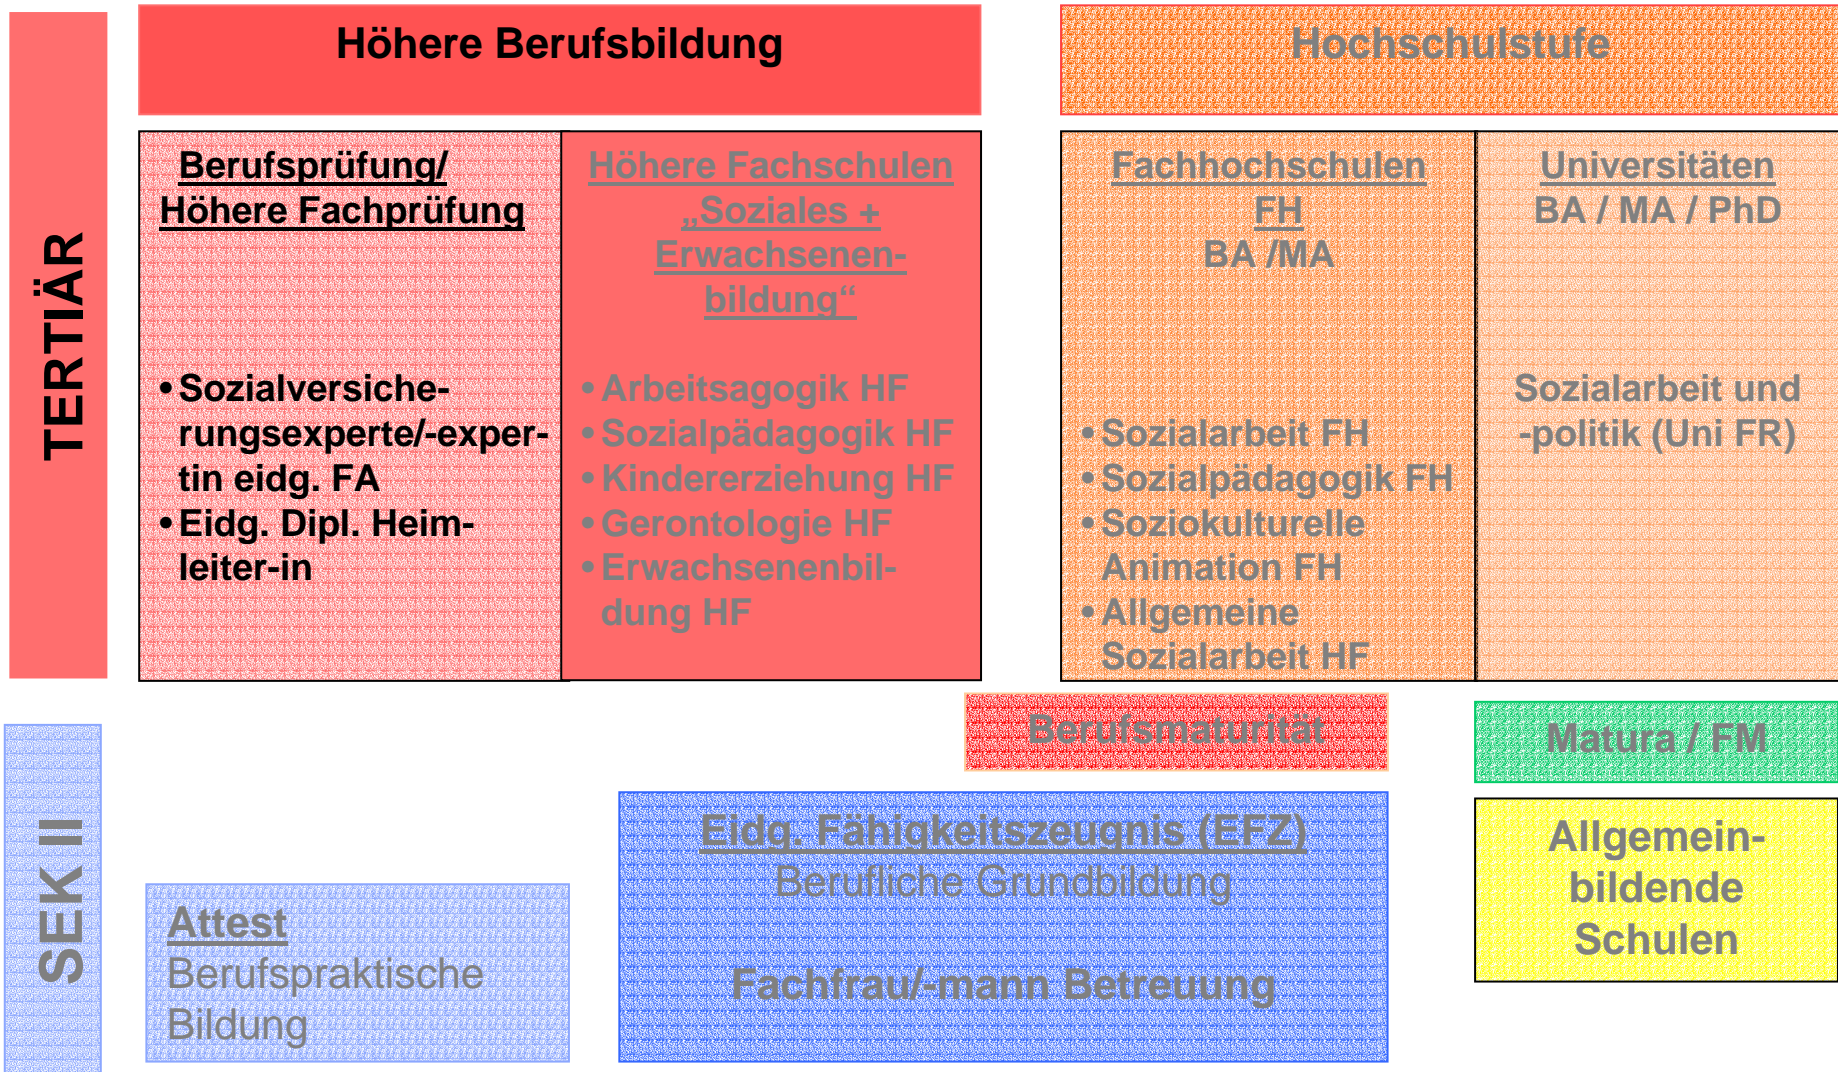 TERTIÄR
Höhere Berufsbildung
Berufsprüfung/
Höhere Fachprüfung
• Sozialversiche-
rungsexperte/-exper-
tin eidg. FA
• Eidg. Dipl. Heim-
leiter-in
Höhere Fachschulen
„Soziales +
Erwachsenen-
bildung“
• Arbeitsagogik HF
• Sozialpädagogik HF
• Kindererziehung HF
• Gerontologie HF
• Erwachsenenbil-
dung HF
Hochschulstufe
Fachhochschulen
FH
BA /MA
• Sozialarbeit FH
• Sozialpädagogik FH
• Soziokulturelle
Animation FH
• Allgemeine
Sozialarbeit HF
Universitäten
BA / MA / PhD
Sozialarbeit und
-politik (Uni FR)
SEK II
Berufsmaturität
Matura / FM
Attest
Berufspraktische
Bildung
Eidg. Fähigkeitszeugnis (EFZ)
Berufliche Grundbildung
Fachfrau/-mann Betreuung
Allgemein-
bildende
Schulen